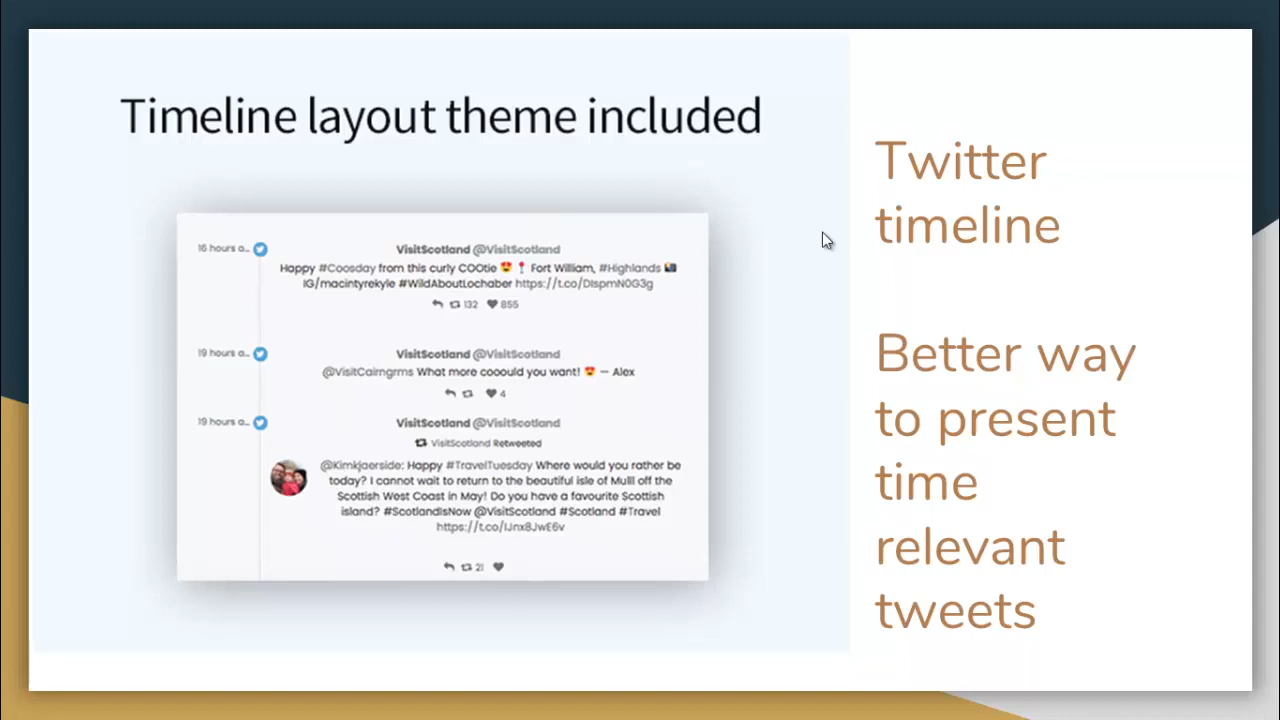 Timeline layout theme included
16 hours a...
VisitScotland @VisitScotland
Happy #Coosday from this curly COOtie 😍 📍 Fort William, #Highlands 📸
IG/macintyrekyle #WildAboutLochaber https://t.co/DIspmN0G3g
132 855
19 hours a...
VisitScotland @VisitScotland
@VisitCairngrms What more cooould you want! 😍 — Alex
4
19 hours a...
VisitScotland @VisitScotland
VisitScotland Retweeted
@Kimkjaerside: Happy #TravelTuesday Where would you rather be
today? I cannot wait to return to the beautiful isle of Mulll off the
Scottish West Coast in May! Do you have a favourite Scottish
island? #ScotlandIsNow @VisitScotland #Scotland #Travel
https://t.co/IJnx8JwE6v
21
Twitter
timeline
Better way
to present
time
relevant
tweets